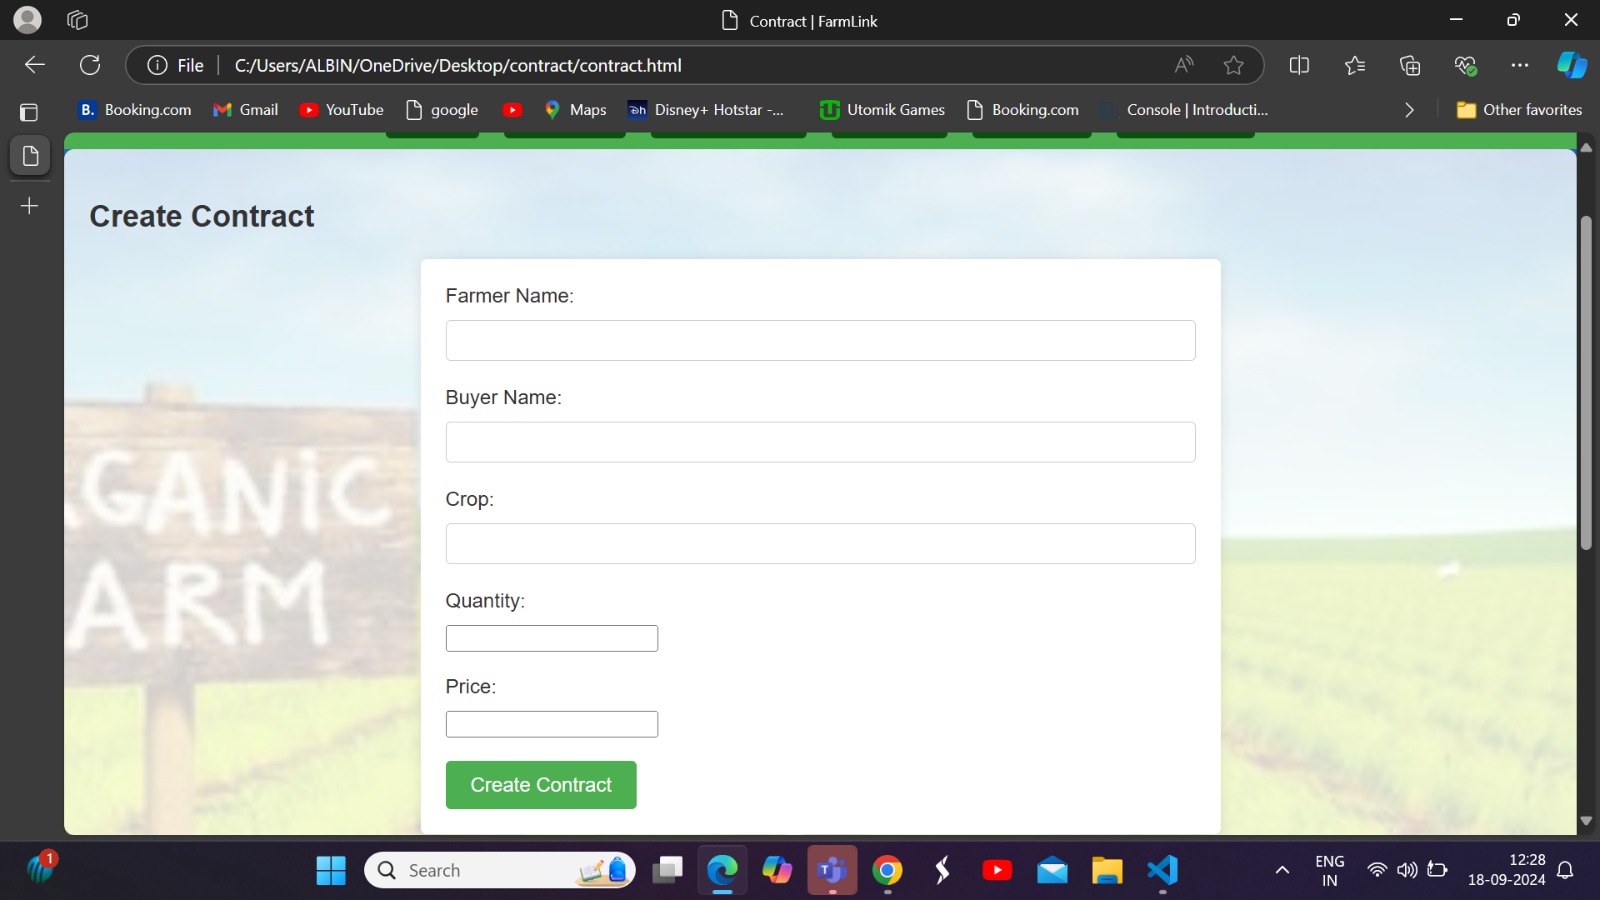 Contract | FarmLink
File
C:/Users/ALBIN/OneDrive/Desktop/contract/contract.html
Booking.com
Gmail
YouTube
google
Maps
Disney+ Hotstar -...
Utomik Games
Booking.com
Console | Introducti...
Other favorites
Create Contract
Farmer Name:
Buyer Name:
Crop:
GANIC
ARM
Quantity:
Price:
Create Contract
1
Search
ENG
IN
12:28
18-09-2024